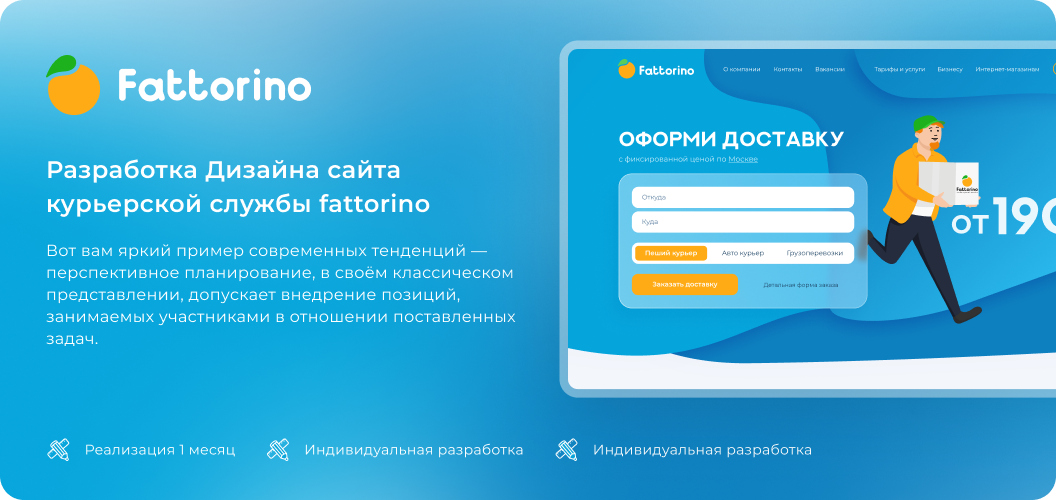 Fattorino
Разработка Дизайна сайта
курьерской службы fattorino
Вот вам яркий пример современных тенденций —
перспективное планирование, в своём классическом
представлении, допускает внедрение позиций,
занимаемых участниками в отношении поставленных
задач.
Реализация 1 месяц
Индивидуальная разработка
Индивидуальная разработка
Fattorino
О компании
Контакты
Вакансии
Тарифы и услуги
Бизнесу
Интернет-магазинам
ОФОРМИ ДОСТАВКУ
с фиксированной ценой по Москве
Откуда
Куда
Пеший курьер
Авто курьер
Грузоперевозки
Заказать доставку
Детальная форма заказа
Fattorino
ОТ 190